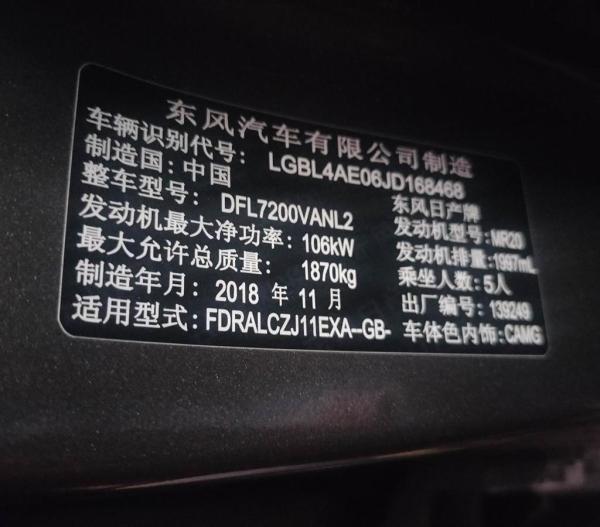 东风汽车有限公司制造
车辆识别代号: LGBL4AE06JD168468
制造国: 中国 东风日产牌
整车型号: DFL7200VANL2 发动机型号: MR20
发动机最大净功率: 106kW 发动机排量: 1997mL
最大允许总质量: 1870kg 乘坐人数: 5人
制造年月: 2018 年 11 月 出厂编号: 139249
适用型式: FDRALCZJ11EXA--GB- 车体色内饰: CAMG